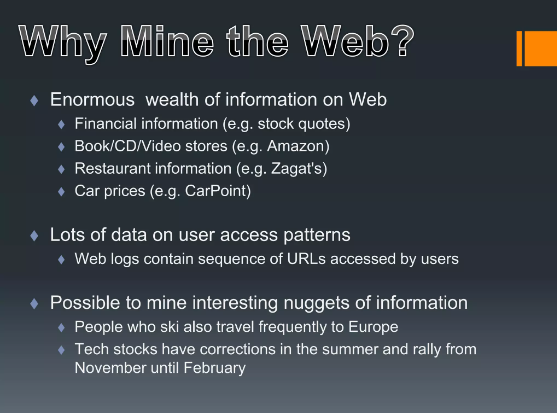 Why Mine the Web?
Enormous wealth of information on Web
Financial information (e.g. stock quotes)
Book/CD/Video stores (e.g. Amazon)
Restaurant information (e.g. Zagat's)
Car prices (e.g. CarPoint)
Lots of data on user access patterns
Web logs contain sequence of URLs accessed by users
Possible to mine interesting nuggets of information
People who ski also travel frequently to Europe
Tech stocks have corrections in the summer and rally from
November until February